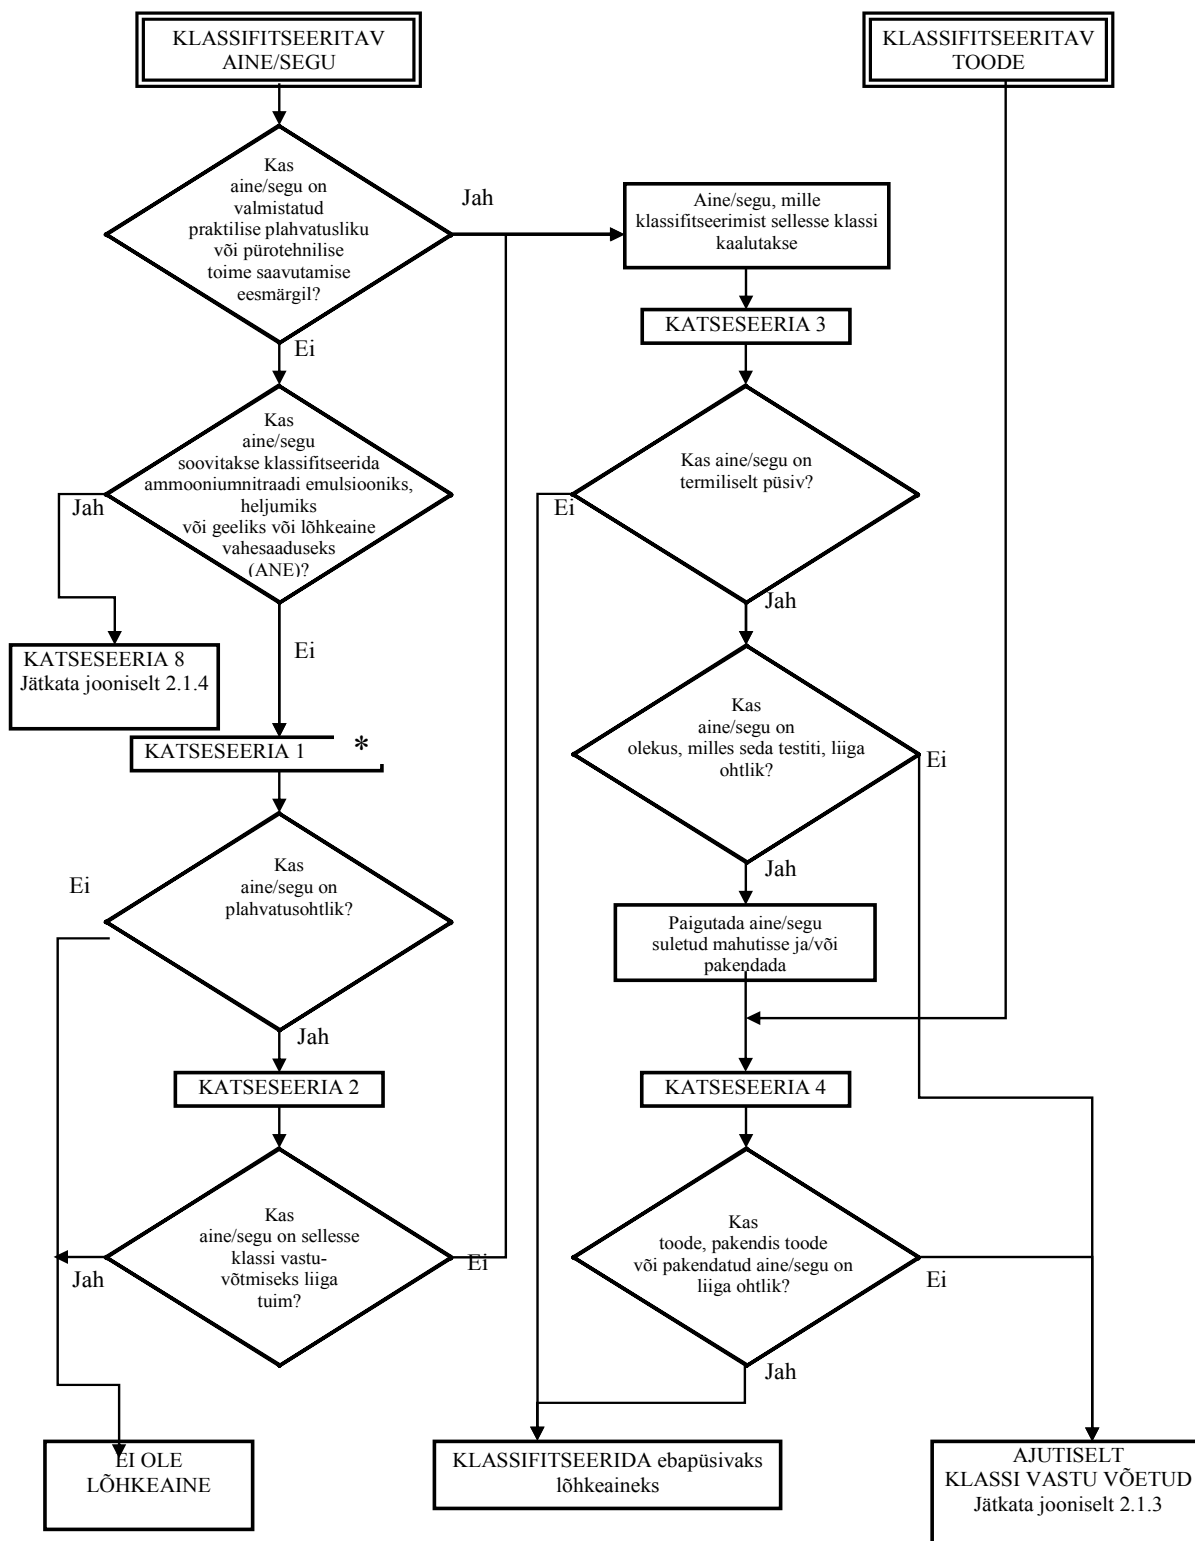 KLASSIFITSEERITAV
AINE/SEGU
KLASSIFITSEERITAV
TOODE
Kas
aine/segu on
valmistatud
praktilise plahvatusliku
või pürotehnilise
toime saavutamise
eesmärgil?
Jah
Ei
Aine/segu, mille
klassifitseerimist sellesse klassi
kaalutakse
KATSESEERIA 3
Kas
aine/segu
soovitakse klassifitseerida
ammooniumnitraadi emulsiooniks,
heljumiks
või geeliks või lõhkeaine
vahesaaduseks
(ANE)?
Jah
Ei
Kas aine/segu on
termiliselt püsiv?
Ei
Jah
KATSESEERIA 8
Jätkata jooniselt 2.1.4
KATSESEERIA 1 *
Kas
aine/segu on
olekus, milles seda testiti, liiga
ohtlik?
Ei
Jah
Kas
aine/segu on
plahvatusohtlik?
Ei
Jah
Paigutada aine/segu
suletud mahutisse ja/või
pakendada
KATSESEERIA 2
KATSESEERIA 4
Kas
aine/segu on sellesse
klassi vastu-
võtmiseks liiga
tuim?
Jah
Ei
Kas
toode, pakendis toode
või pakendatud aine/segu on
liiga ohtlik?
Ei
Jah
EI OLE
LÕHKEAINE
KLASSIFITSEERIDA ebapüsivaks
lõhkeaineks
AJUTISELT
KLASSI VASTU VÕETUD
Jätkata jooniselt 2.1.3